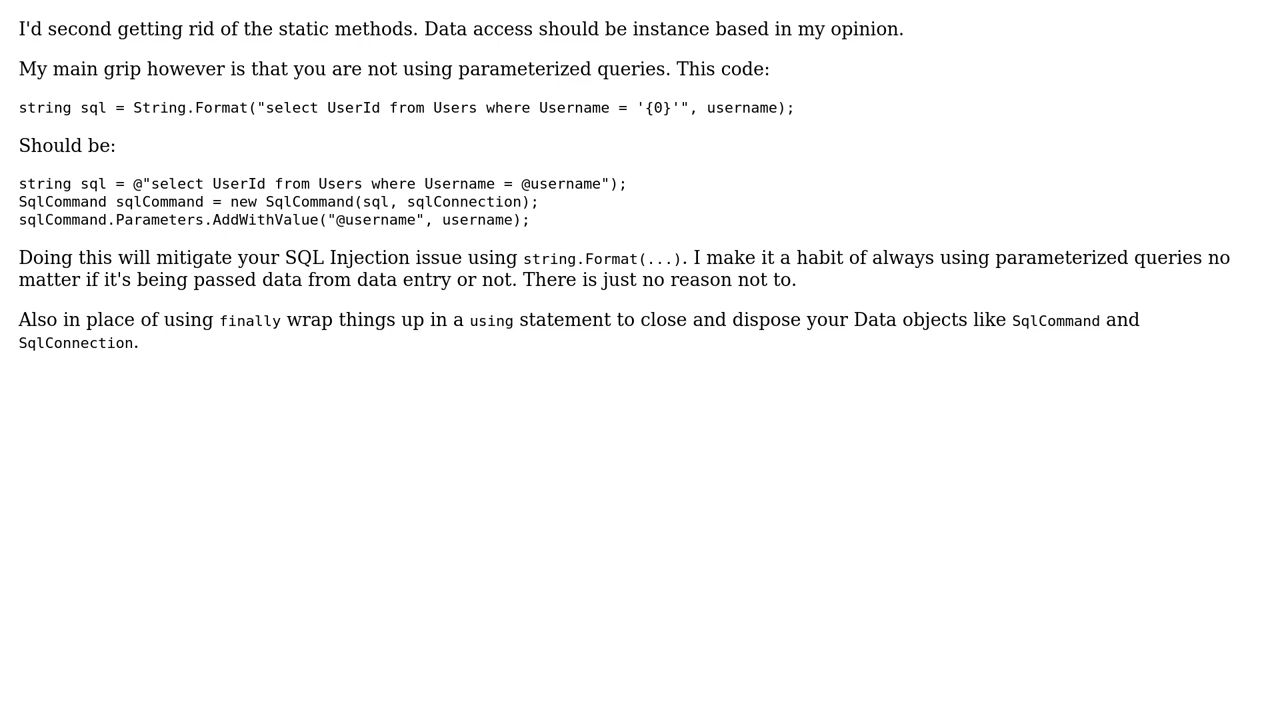 I'd second getting rid of the static methods. Data access should be instance based in my opinion.
My main grip however is that you are not using parameterized queries. This code:
string sql = String.Format("select UserId from Users where Username = '{0}'", username);
Should be:
string sql = @"select UserId from Users where Username = @username");
SqlCommand sqlCommand = new SqlCommand(sql, sqlConnection);
sqlCommand.Parameters.AddWithValue("@username", username);
Doing this will mitigate your SQL Injection issue using string.Format(...). I make it a habit of always using parameterized queries no
matter if it's being passed data from data entry or not. There is just no reason not to.
Also in place of using finally wrap things up in a using statement to close and dispose your Data objects like SqlCommand and
SqlConnection.